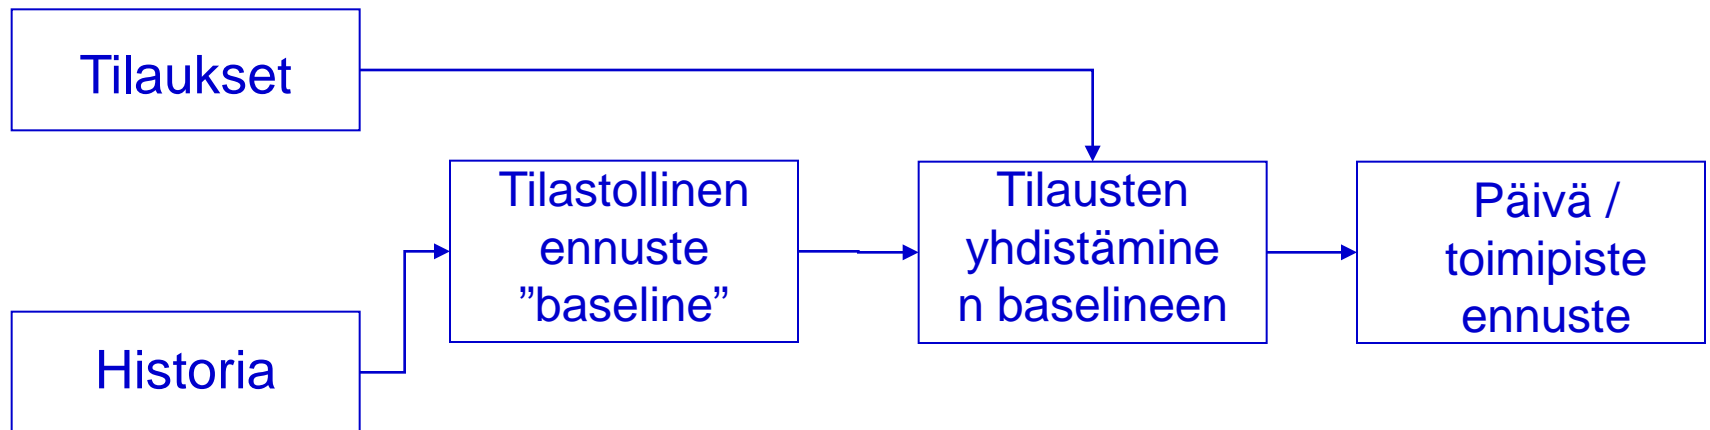 Tilaukset
Tilastollinen
ennuste
”baseline”
Tilausten
yhdistämine
n baselineen
Päivä /
toimipiste
ennuste
Historia